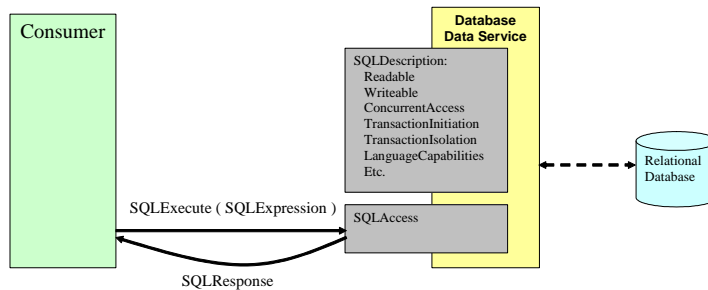 Consumer
Database
Data Service
SQLDescription:
Readable
Writeable
ConcurrentAccess
TransactionInitiation
TransactionIsolation
LanguageCapabilities
Etc.
Relational
Database
SQLExecute ( SQLExpression )
SQLAccess
SQLResponse